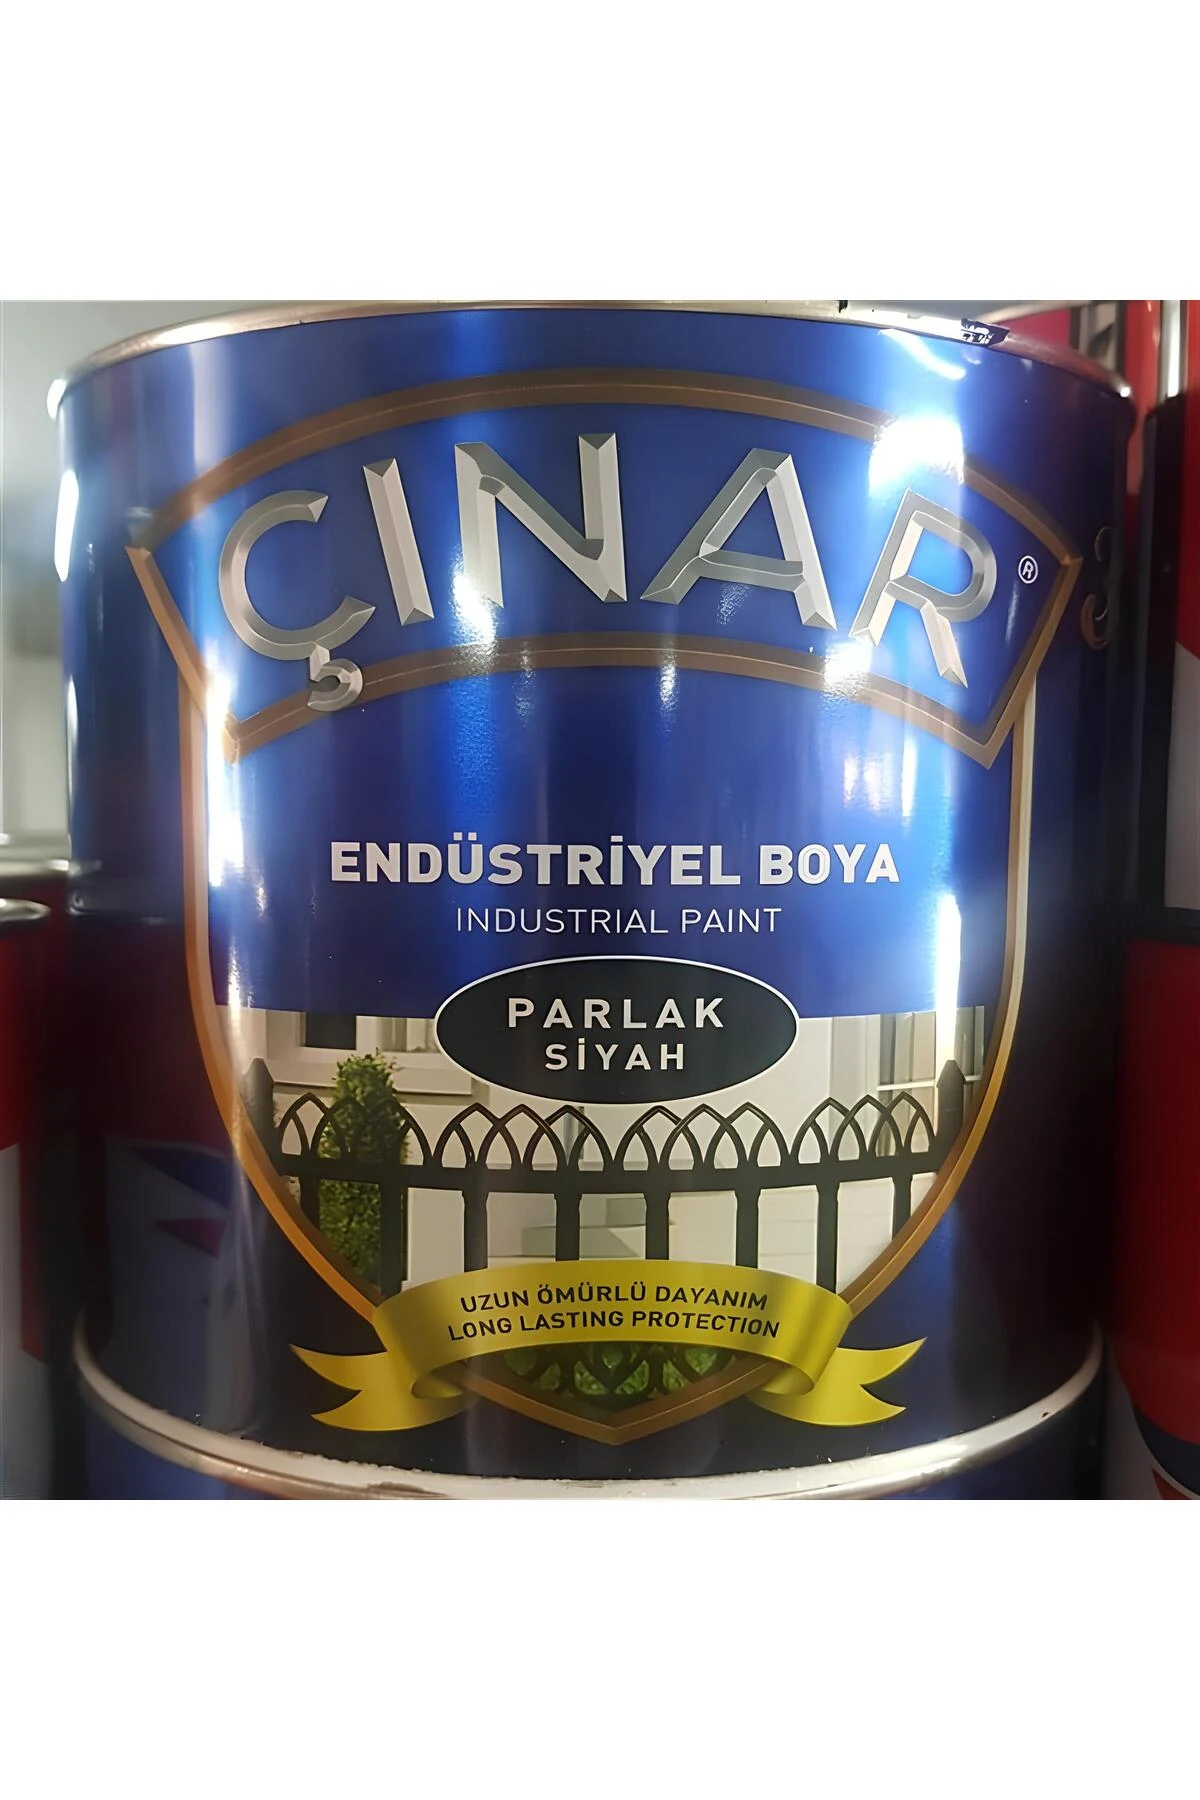 ÇINAR®
ENDÜSTRİYEL BOYA
INDUSTRIAL PAINT
PARLAK
SİYAH
UZUN ÖMÜRLÜ DAYANIM
LONG LASTING PROTECTION